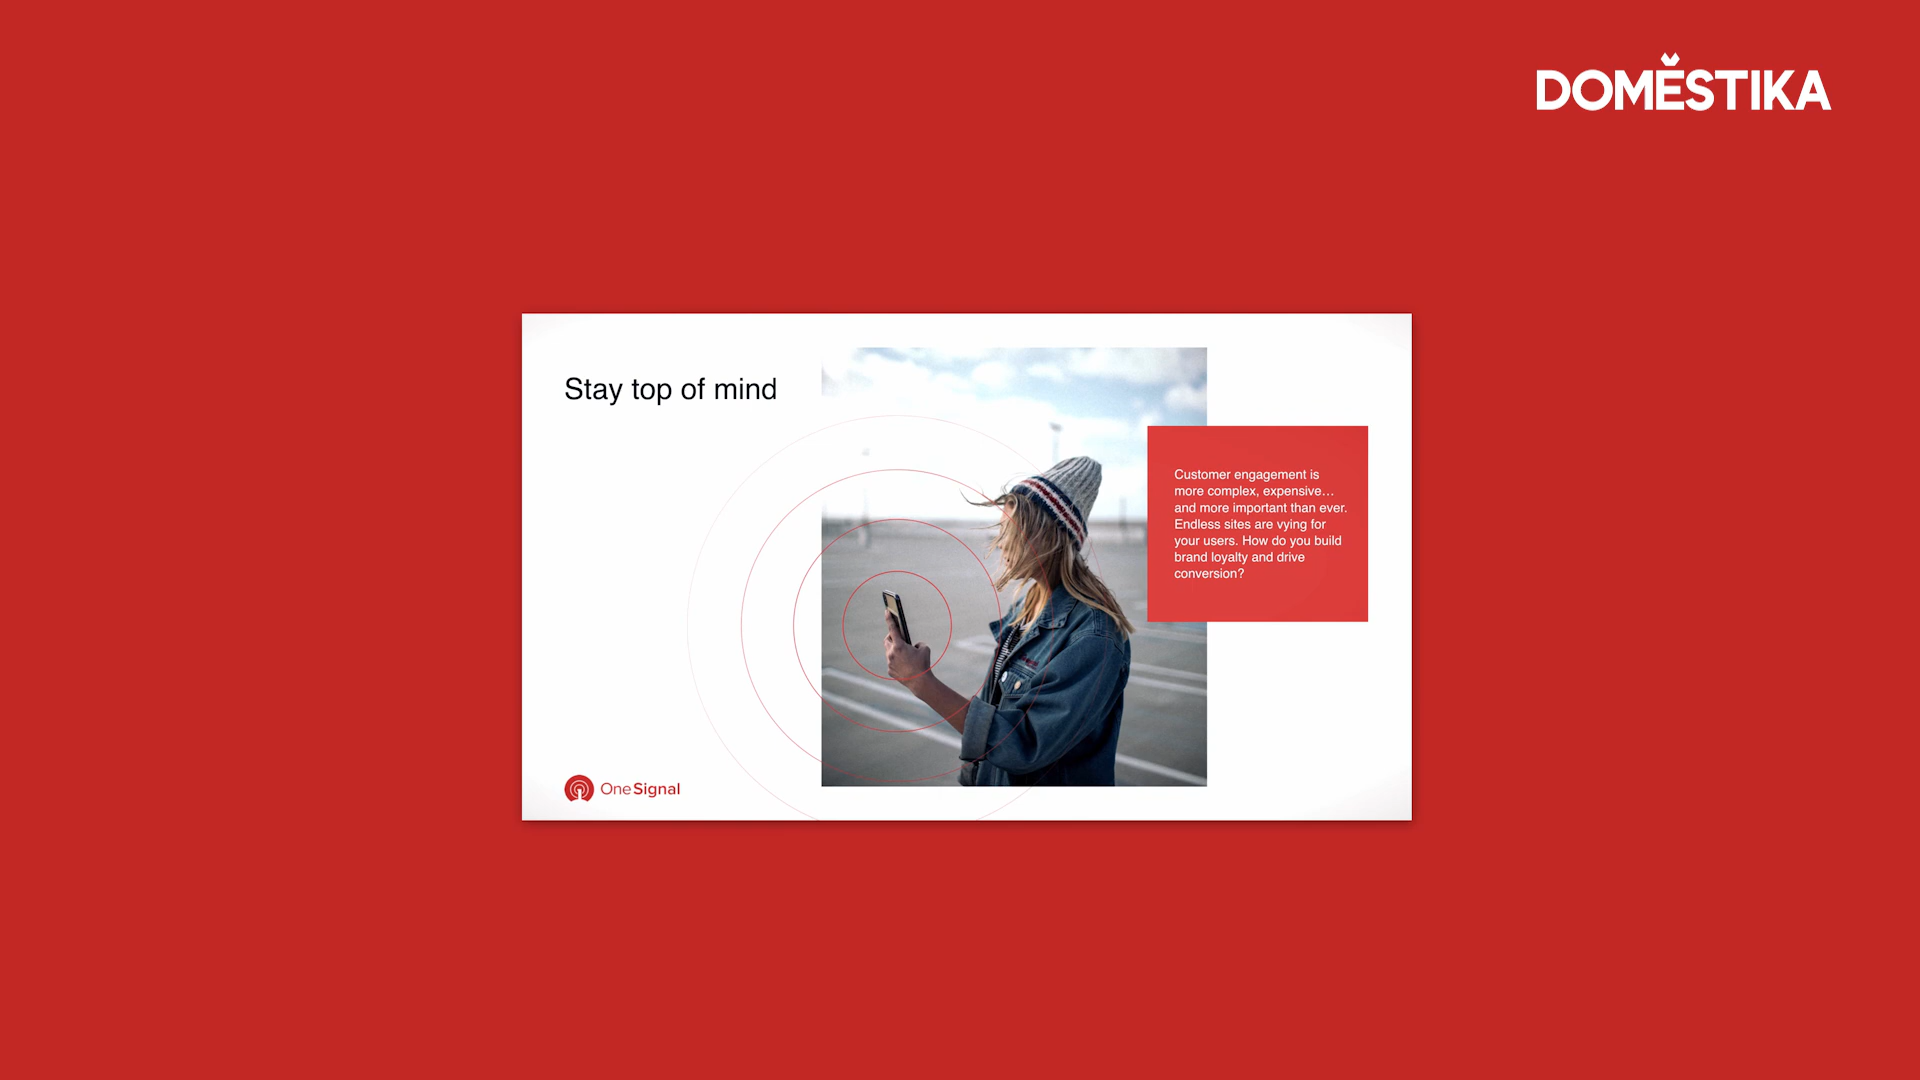 DOMĚSTIKA
Stay top of mind
Customer engagement is
more complex, expensive…
and more important than ever.
Endless sites are vying for
your users. How do you build
brand loyalty and drive
conversion?
OneSignal